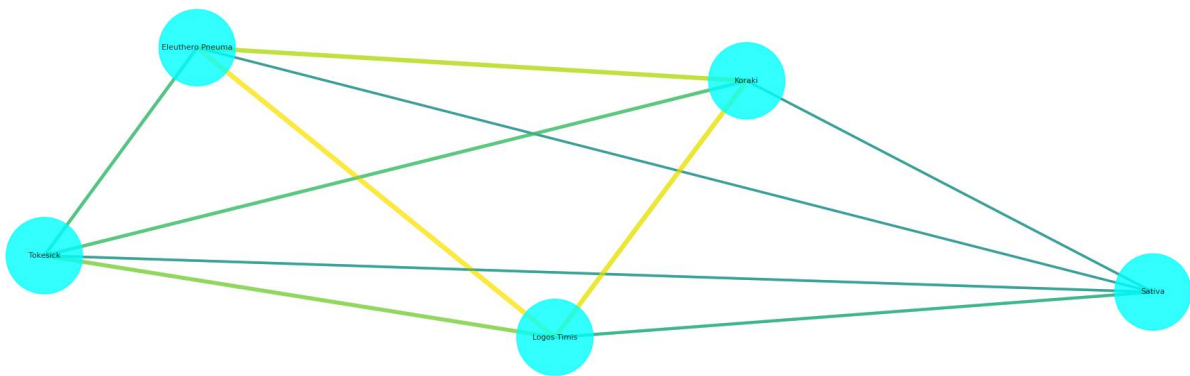 Eleuthero Pneuma
Koraki
Tokesick
Logos Timis
Sativa